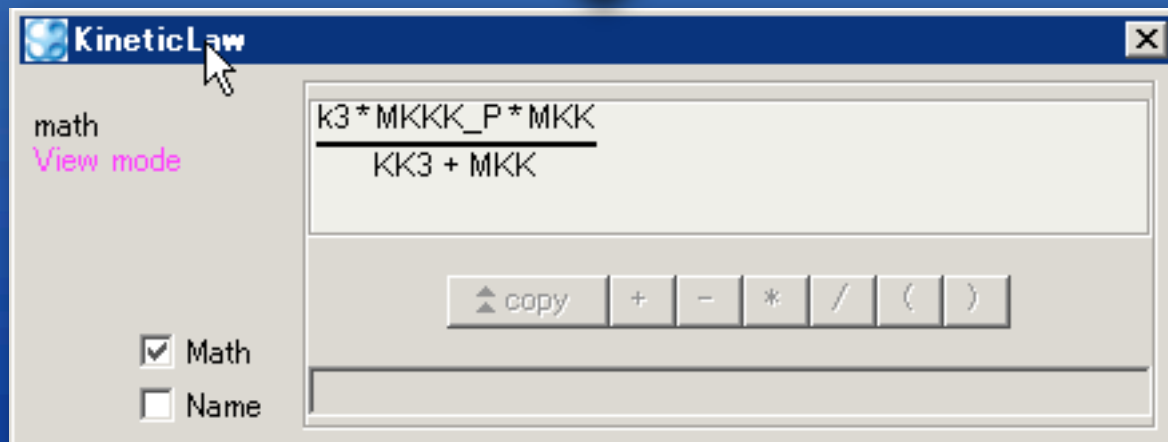 KineticLaw
math
View mode
k3*MKKK_P*MKK
KK3 + MKK
copy + - * / ( )
Math
Name